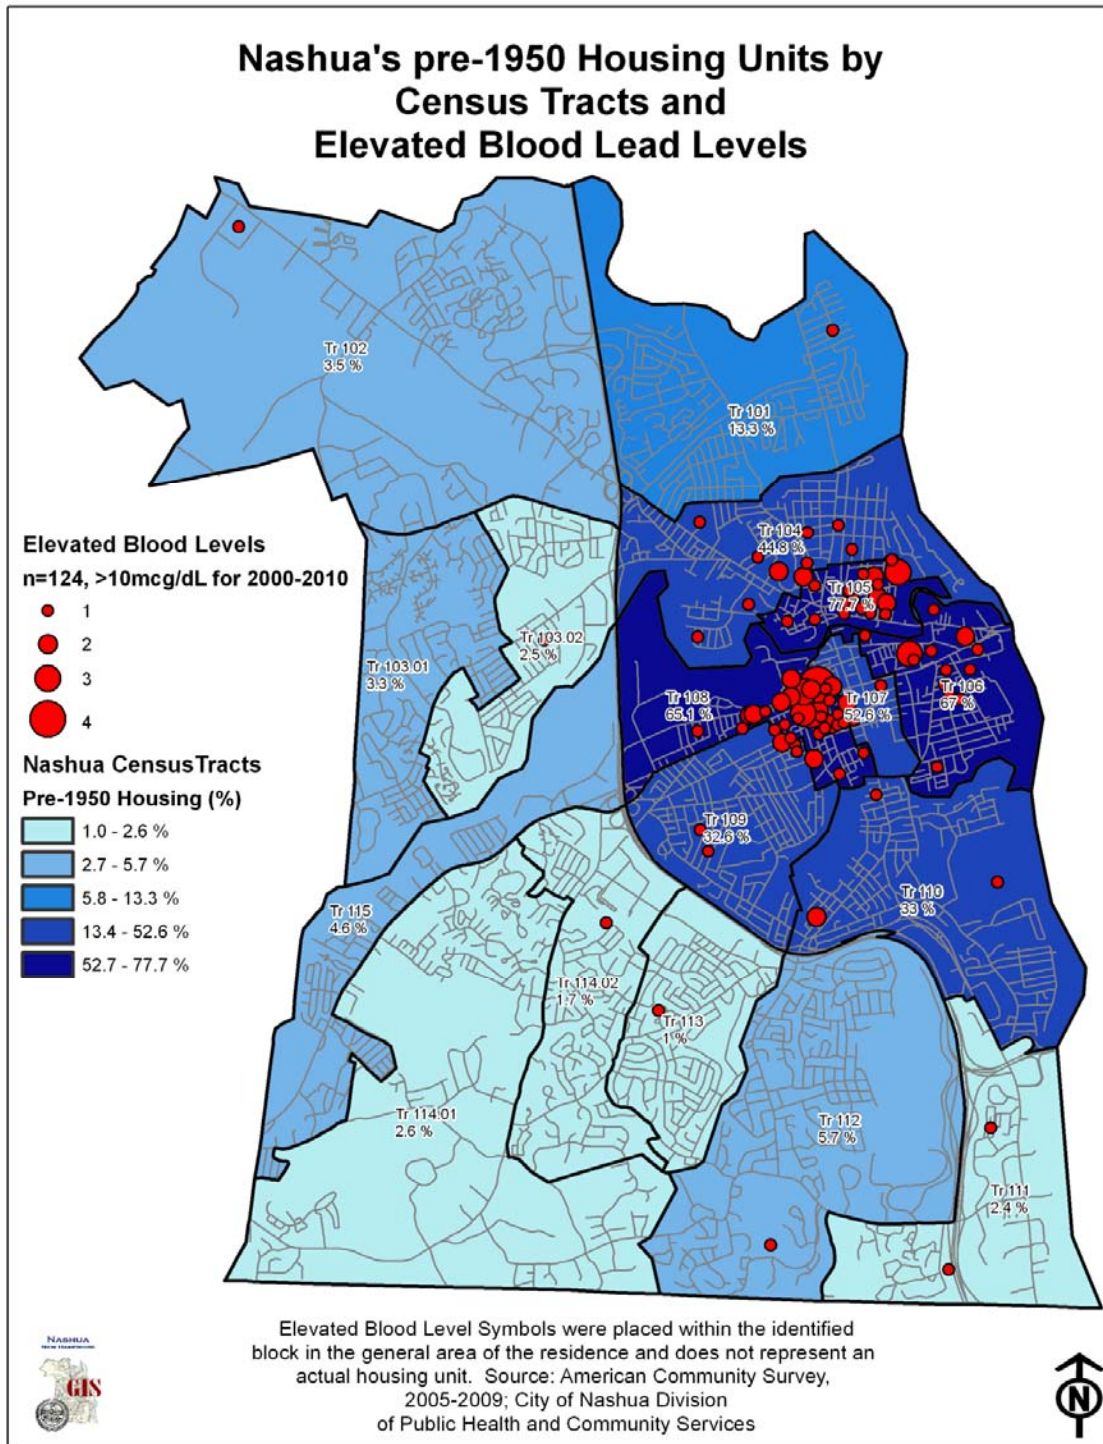 Nashua's pre-1950 Housing Units by
Census Tracts and
Elevated Blood Lead Levels
Tr 102
3.5 %
Tr 101
13.3 %
Tr 104
44.8 %
Tr 105
77.7 %
Tr 103.02
2.5 %
Tr 103.01
3.3 %
Tr 108
65.1 %
Tr 107
52.6 %
Tr 106
67 %
Tr 109
32.6 %
Tr 110
33 %
Tr 115
4.6 %
Tr 114.02
1.7 %
Tr 113
1 %
Tr 114.01
2.6 %
Tr 112
5.7 %
Tr 111
2.4 %
Elevated Blood Levels
n=124, >10mcg/dL for 2000-2010
1
2
3
4
Nashua CensusTracts
Pre-1950 Housing (%)
1.0 - 2.6 %
2.7 - 5.7 %
5.8 - 13.3 %
13.4 - 52.6 %
52.7 - 77.7 %
Elevated Blood Level Symbols were placed within the identified
block in the general area of the residence and does not represent an
actual housing unit. Source: American Community Survey,
2005-2009; City of Nashua Division
of Public Health and Community Services
NASHUA
NEW HAMPSHIRE
GIS
N